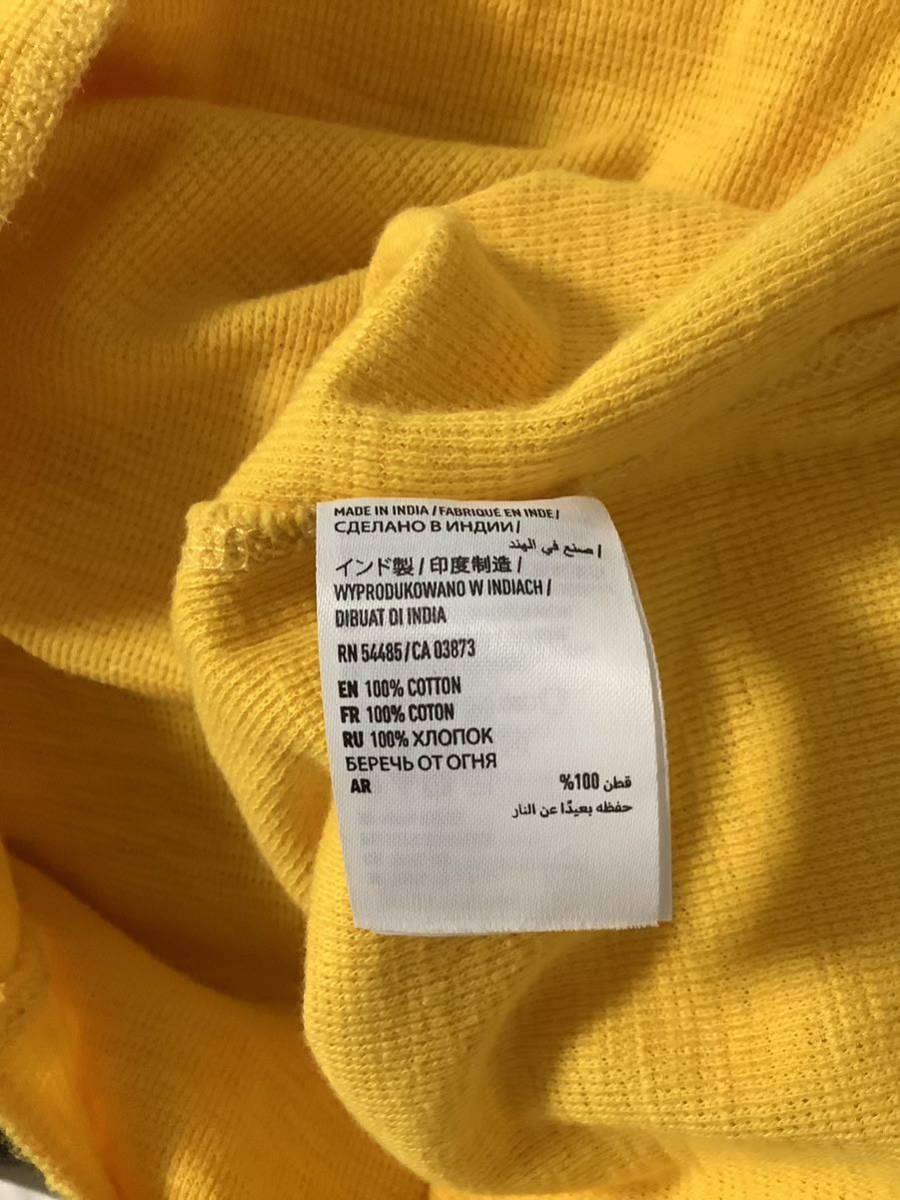 MADE IN INDIA / FABRIQUÉ EN INDE /
СДЕЛАНО В ИНДИИ /
صنع في الهند /
インド製 / 印度制造 /
WYPRODUKOWANO W INDIACH /
DIBUAT DI INDIA
RN 54485 / CA 03873
EN 100% COTTON
FR 100% COTON
RU 100% ХЛОПОК
БЕРЕЧЬ ОТ ОГНЯ
AR قطن 100%
حفظه بعيدًا عن النار